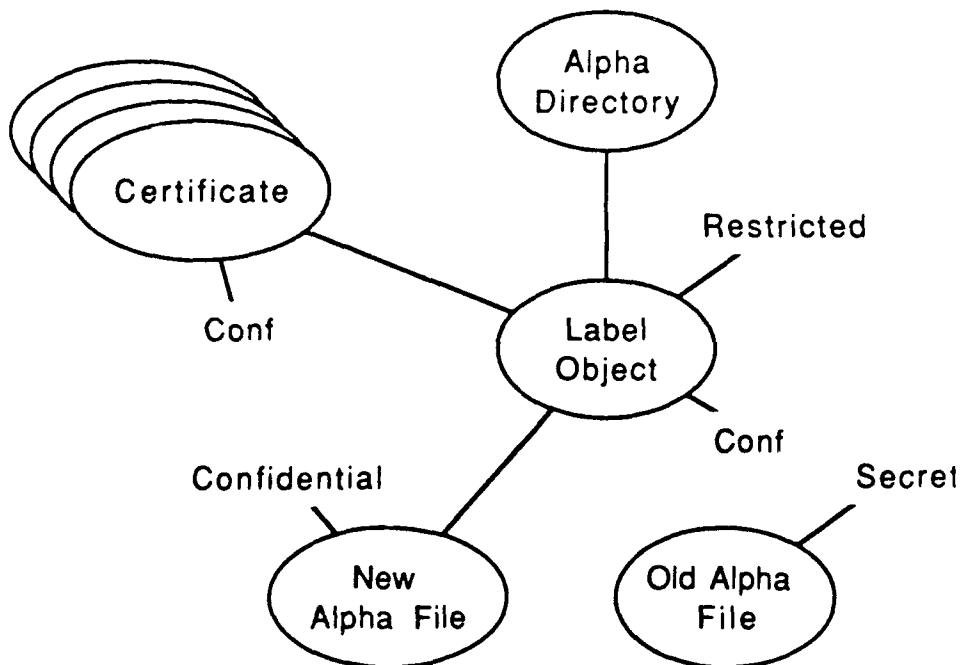 Alpha
Directory
Certificate
Restricted
Conf
Label
Object
Conf
Confidential
Secret
New
Alpha File
Old Alpha
File